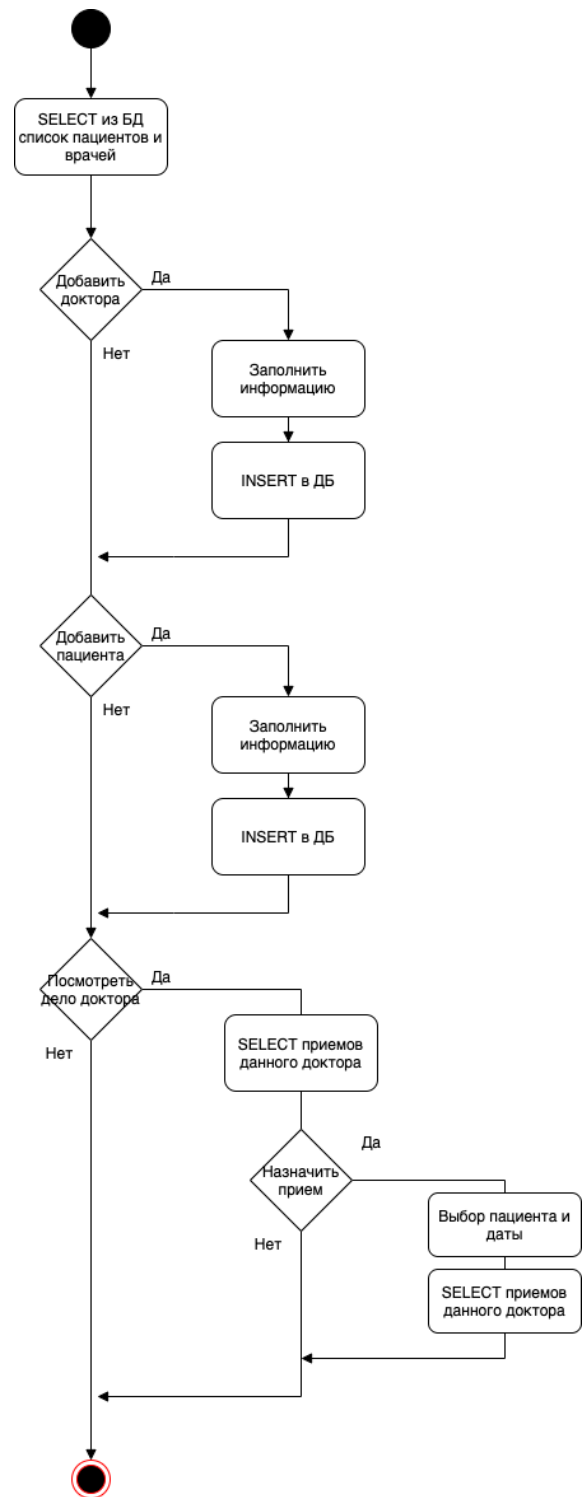 SELECT из БД
список пациентов и
врачей
Добавить
доктора
Да
Нет
Заполнить
информацию
INSERT в ДБ
Добавить
пациента
Да
Нет
Заполнить
информацию
INSERT в ДБ
Посмотреть
дело доктора
Да
Нет
SELECT приемов
данного доктора
Назначить
прием
Да
Нет
Выбор пациента и
даты
SELECT приемов
данного доктора